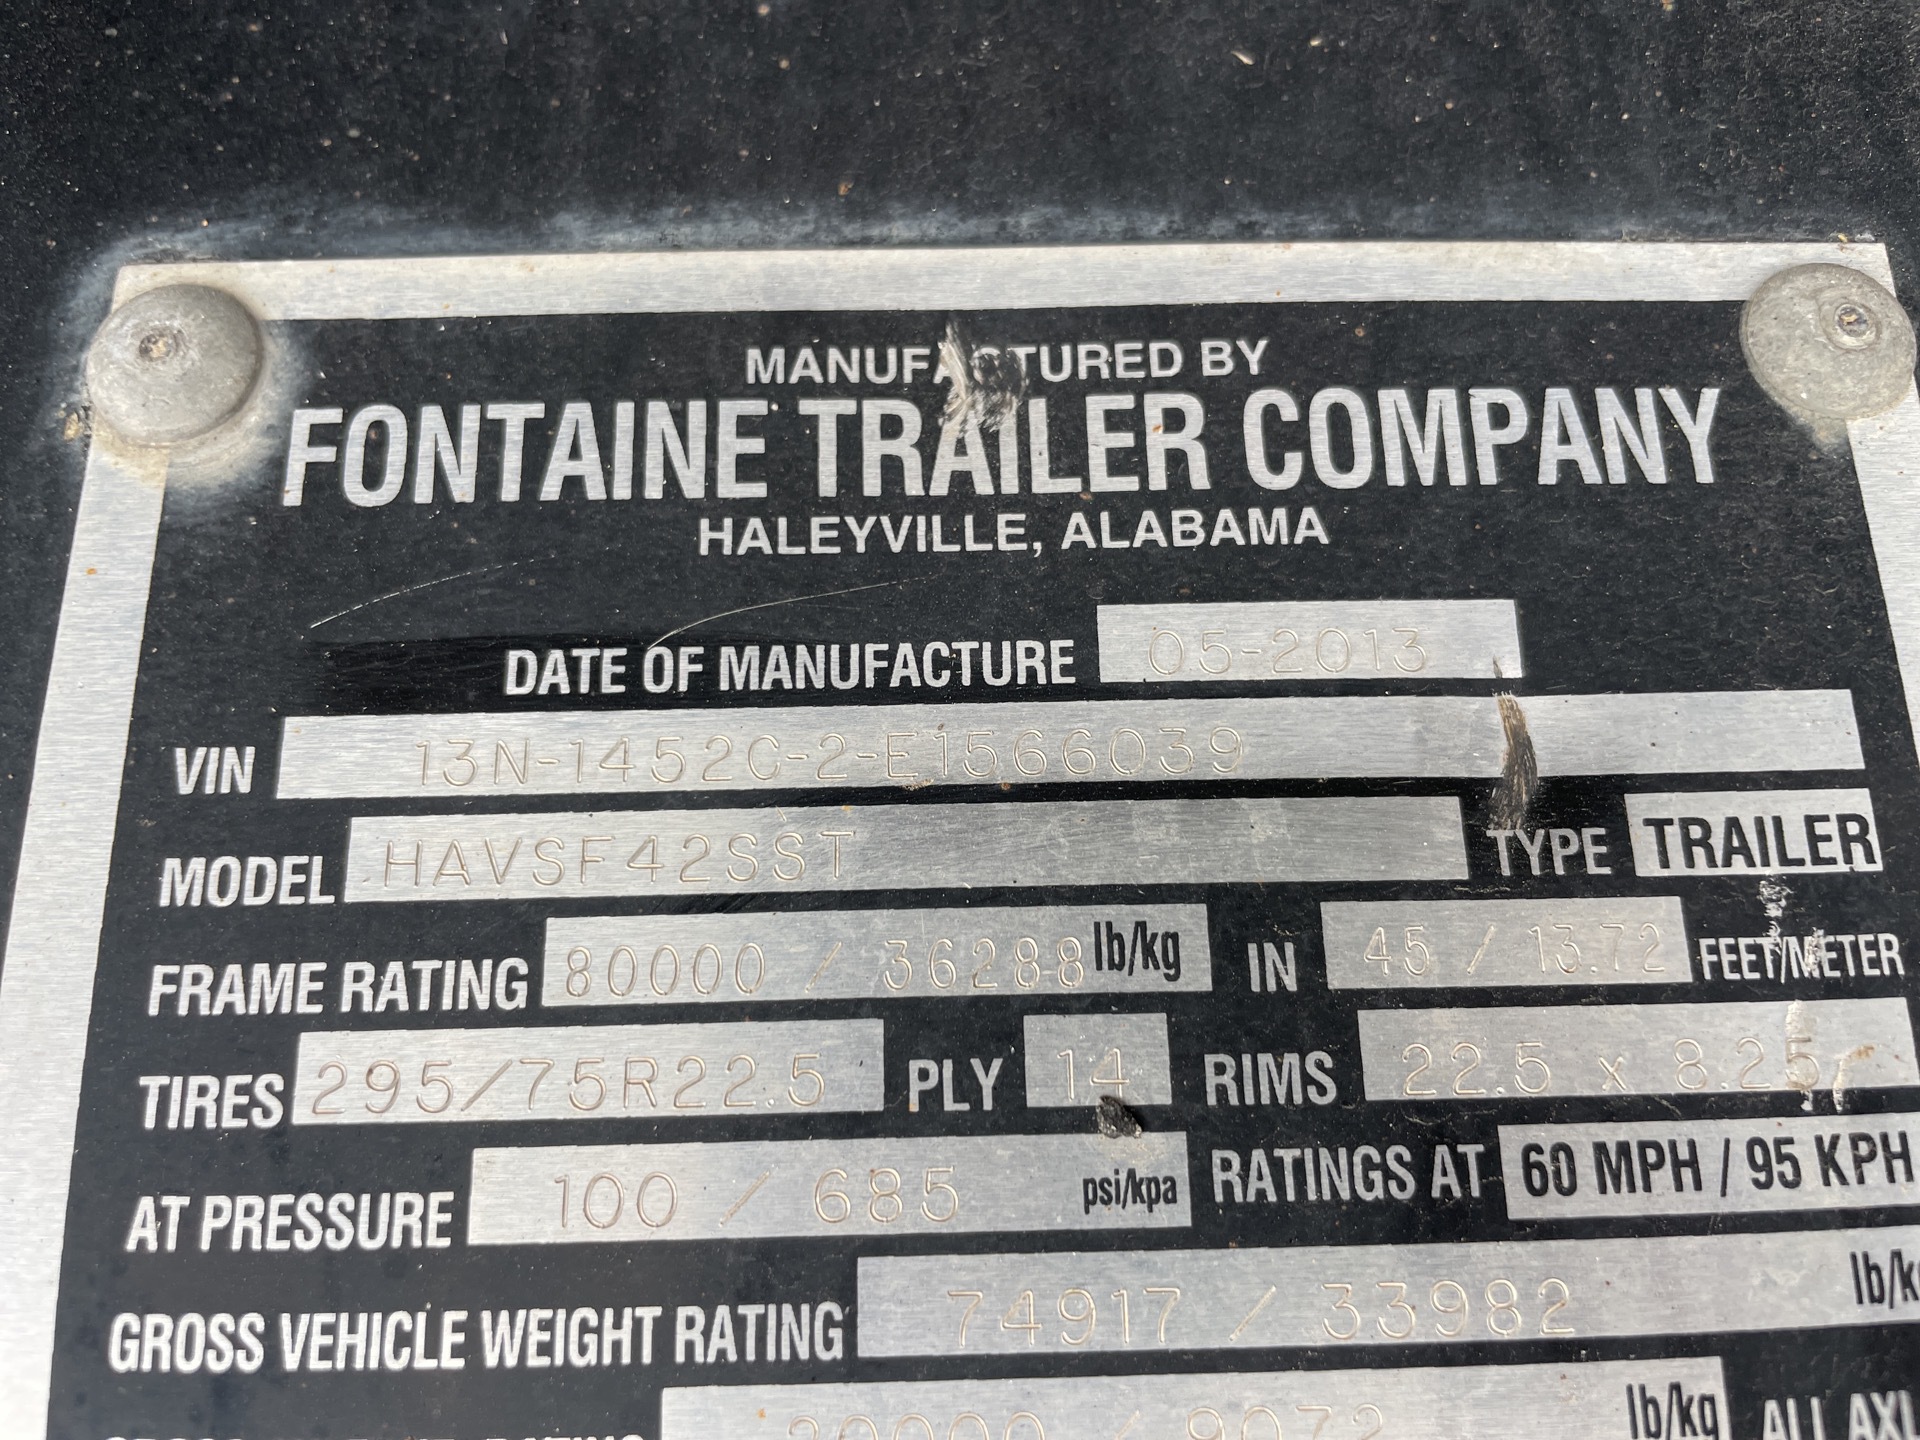 MANUFACTURED BY
FONTAINE TRAILER COMPANY
HALEYVILLE, ALABAMA
DATE OF MANUFACTURE 05-2013
VIN 13N-1452C-2-E1566039
MODEL HAVSF42SST TYPE TRAILER
FRAME RATING 80000 / 36288 lb/kg IN 45 / 13.72 FEET/METER
TIRES 295/75R22.5 PLY 14 RIMS 22.5 x 8.25
AT PRESSURE 100 / 685 psi/kpa RATINGS AT 60 MPH / 95 KPH
GROSS VEHICLE WEIGHT RATING 74917 / 33982 lb/kg
20000 / 9072 lb/kg ALL